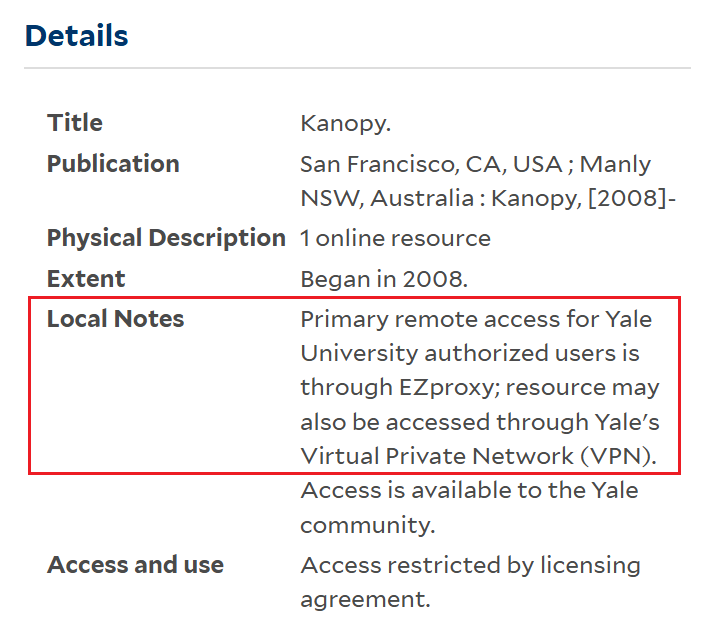 Details
Title Kanopy.
Publication San Francisco, CA, USA ; Manly
NSW, Australia : Kanopy, [2008]-
Physical Description 1 online resource
Extent Began in 2008.
Local Notes Primary remote access for Yale
University authorized users is
through EZproxy; resource may
also be accessed through Yale's
Virtual Private Network (VPN).
Access is available to the Yale
community.
Access and use Access restricted by licensing
agreement.